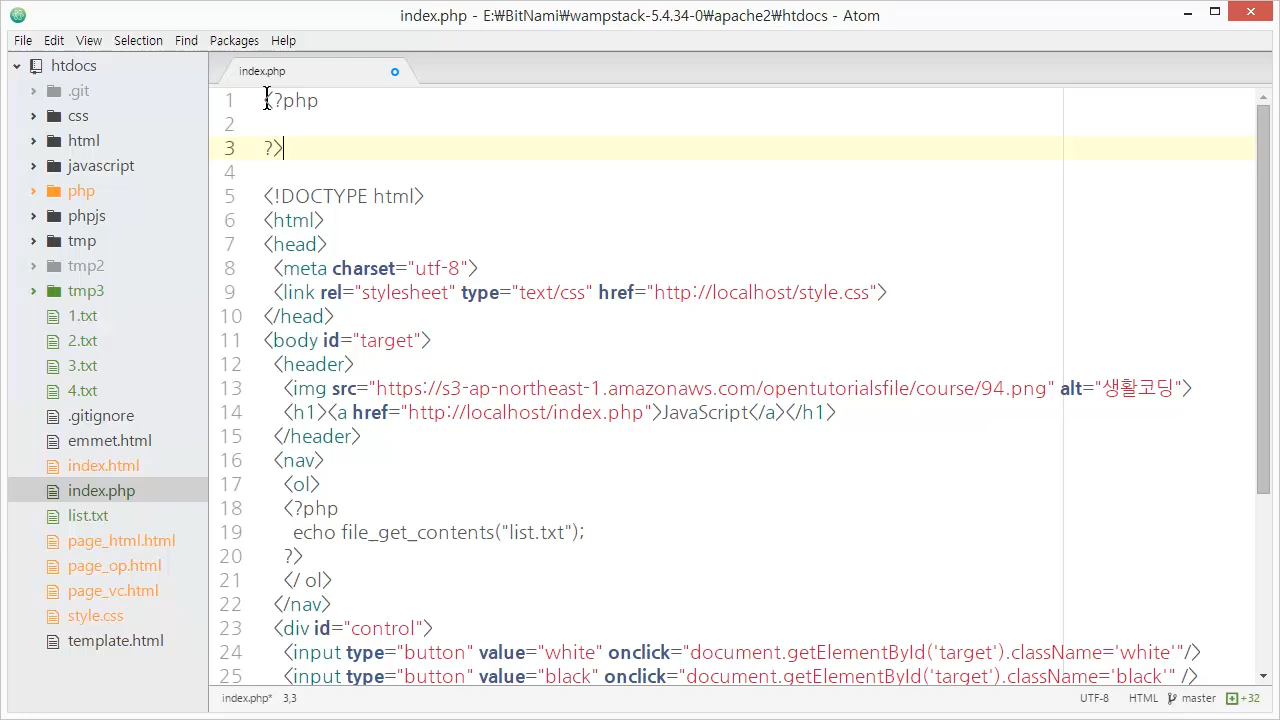 index.php - E:₩BitNami₩wampstack-5.4.34-0₩apache2₩htdocs - Atom
File Edit View Selection Find Packages Help
htdocs
.git
css
html
javascript
php
phpjs
tmp
tmp2
tmp3
1.txt
2.txt
3.txt
4.txt
.gitignore
emmet.html
index.html
index.php
list.txt
page_html.html
page_op.html
page_vc.html
style.css
template.html
index.php
1 <?php
2
3 ?>
4
5 <!DOCTYPE html>
6 <html>
7 <head>
8 <meta charset="utf-8">
9 <link rel="stylesheet" type="text/css" href="http://localhost/style.css">
10 </head>
11 <body id="target">
12 <header>
13 <img src="https://s3-ap-northeast-1.amazonaws.com/opentutorialsfile/course/94.png" alt="생활코딩">
14 <h1><a href="http://localhost/index.php">JavaScript</a></h1>
15 </header>
16 <nav>
17 <ol>
18 <?php
19 echo file_get_contents("list.txt");
20 ?>
21 </ ol>
22 </nav>
23 <div id="control">
24 <input type="button" value="white" onclick="document.getElementById('target').className='white'"/>
25 <input type="button" value="black" onclick="document.getElementById('target').className='black'" />
index.php* 3,3 UTF-8 HTML master +32